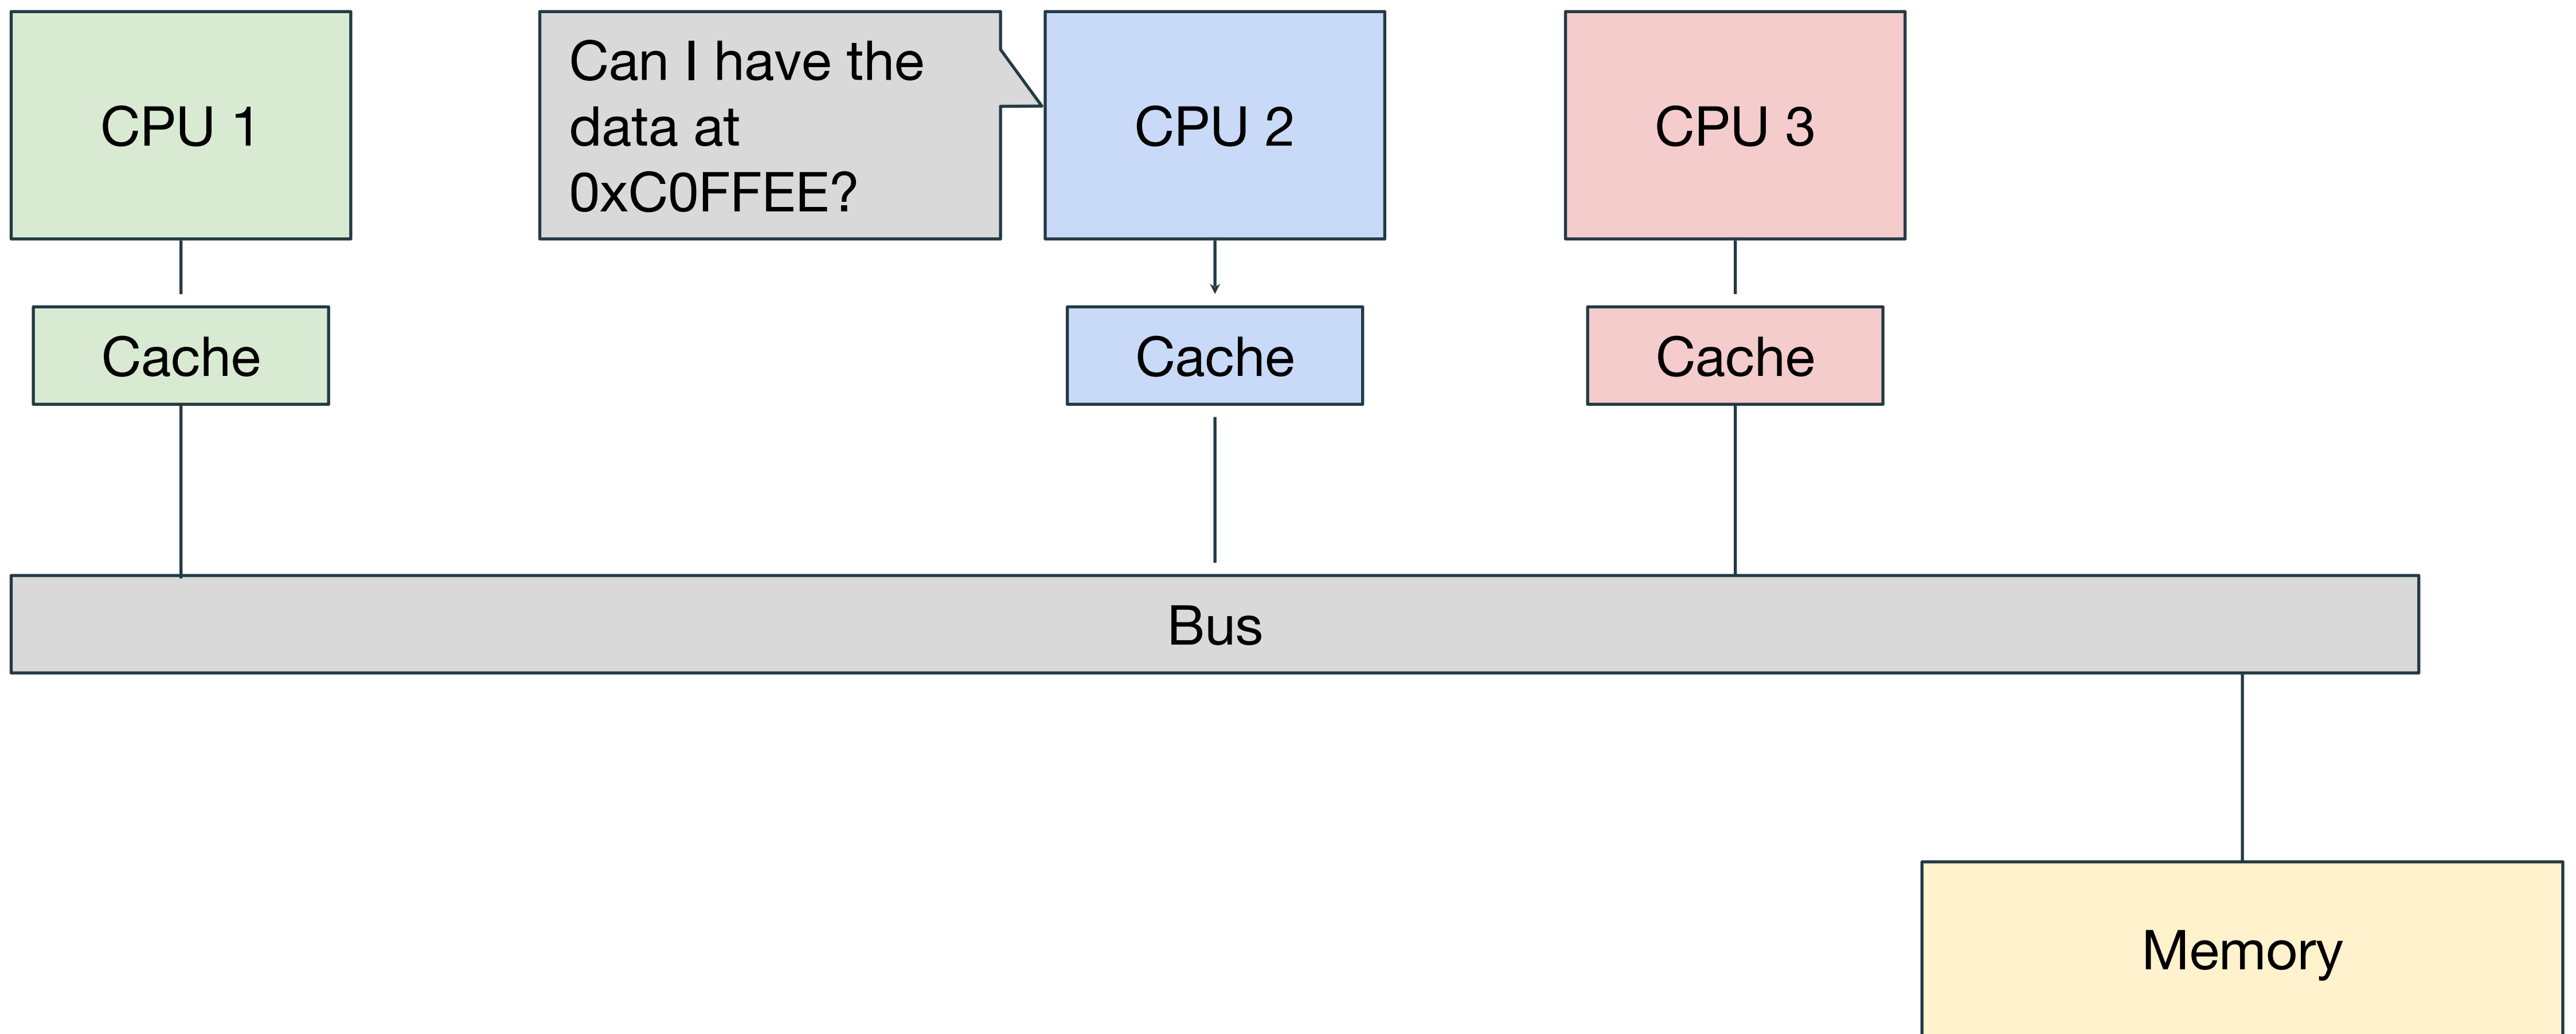 CPU 1
Can I have the
data at
0xC0FFEE?
CPU 2
CPU 3
Cache
Cache
Cache
Bus
Memory